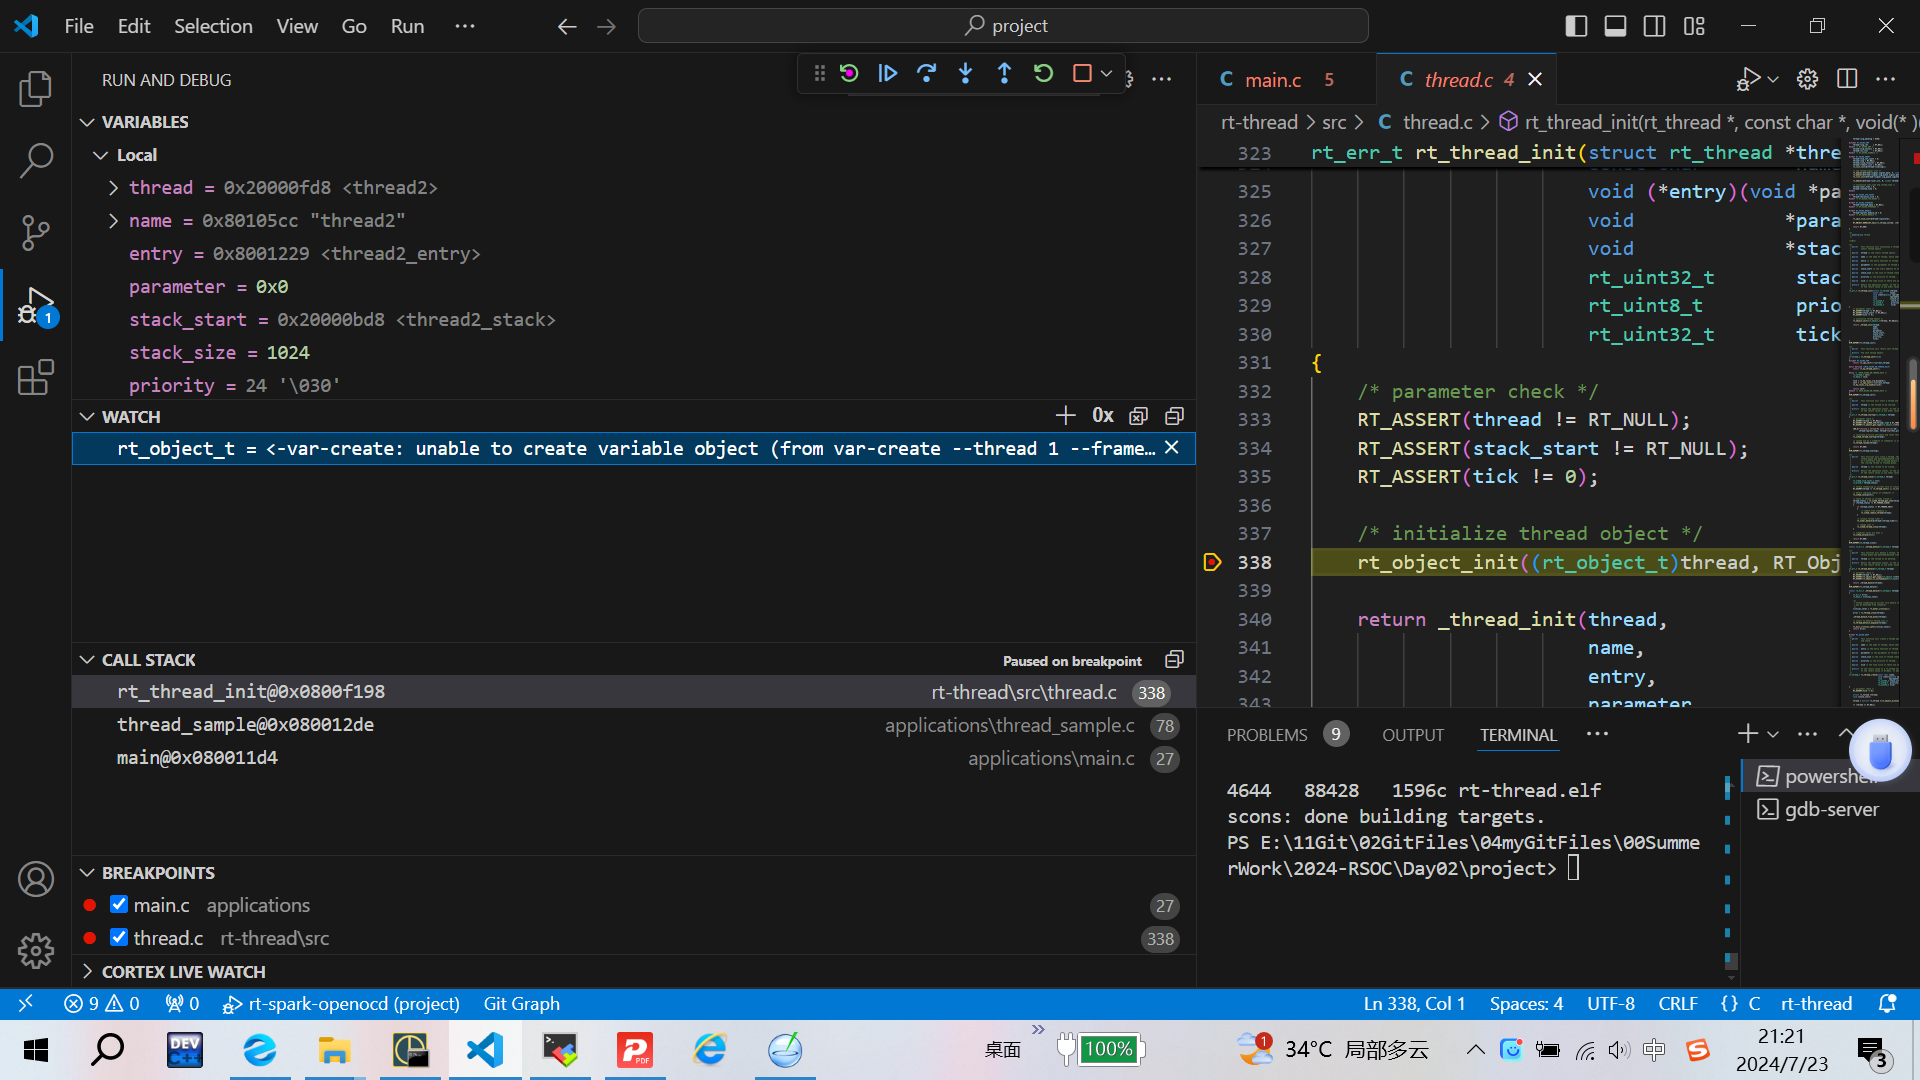 File Edit Selection View Go Run ···
project
RUN AND DEBUG
VARIABLES
Local
thread = 0x20000fd8 <thread2>
name = 0x80105cc "thread2"
entry = 0x8001229 <thread2_entry>
parameter = 0x0
stack_start = 0x20000bd8 <thread2_stack>
stack_size = 1024
priority = 24 '\030'
WATCH
0x
rt_object_t = <-var-create: unable to create variable object (from var-create --thread 1 --frame…
CALL STACK
Paused on breakpoint
rt_thread_init@0x0800f198 rt-thread\src\thread.c 338
thread_sample@0x080012de applications\thread_sample.c 78
main@0x080011d4 applications\main.c 27
BREAKPOINTS
main.c applications 27
thread.c rt-thread\src 338
CORTEX LIVE WATCH
1
C main.c 5
C thread.c 4
rt-thread > src > C thread.c > rt_thread_init(rt_thread *, const char *, void(* )(
323 rt_err_t rt_thread_init(struct rt_thread *thre
325 void (*entry)(void *pa
326 void *para
327 void *stac
328 rt_uint32_t stac
329 rt_uint8_t prio
330 rt_uint32_t tick
331 {
332 /* parameter check */
333 RT_ASSERT(thread != RT_NULL);
334 RT_ASSERT(stack_start != RT_NULL);
335 RT_ASSERT(tick != 0);
336
337 /* initialize thread object */
338 rt_object_init((rt_object_t)thread, RT_Obj
339
340 return _thread_init(thread,
341 name,
342 entry,
343 parameter
PROBLEMS 9 OUTPUT TERMINAL ···
4644 88428 1596c rt-thread.elf
scons: done building targets.
PS E:\11Git\02GitFiles\04myGitFiles\00Summe
rWork\2024-RSOC\Day02\project>
powershell
gdb-server
9 0 0 rt-spark-openocd (project) Git Graph
Ln 338, Col 1 Spaces: 4 UTF-8 CRLF {} C rt-thread
DEV C++
PDF
桌面
100%
1
34°C 局部多云
中
21:21
2024/7/23
3